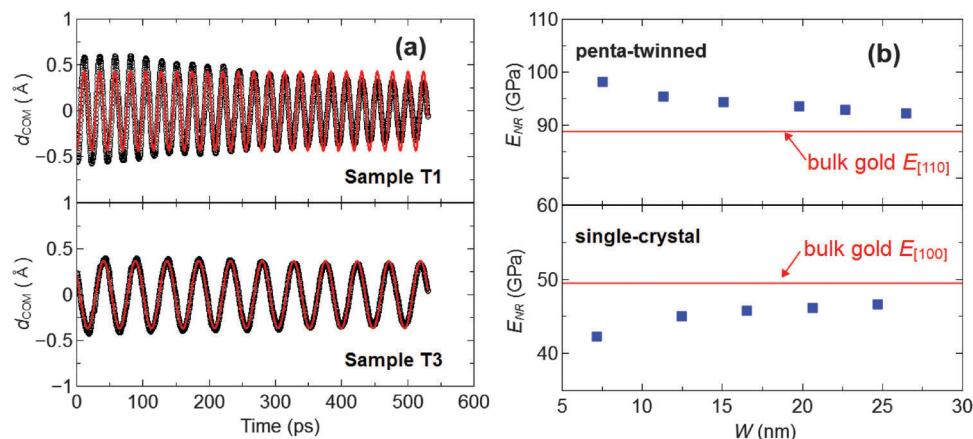 (a)
1
0.5
0
−0.5
d_COM (Å)
Sample T1
1
0.5
0
−0.5
−1
d_COM (Å)
Sample T3
0 100 200 300 400 500 600
Time (ps)
(b)
penta-twinned
110
100
90
E_NR (GPa)
bulk gold E_[110]
single-crystal
60
50
40
E_NR (GPa)
bulk gold E_[100]
5 10 15 20 25 30
W (nm)